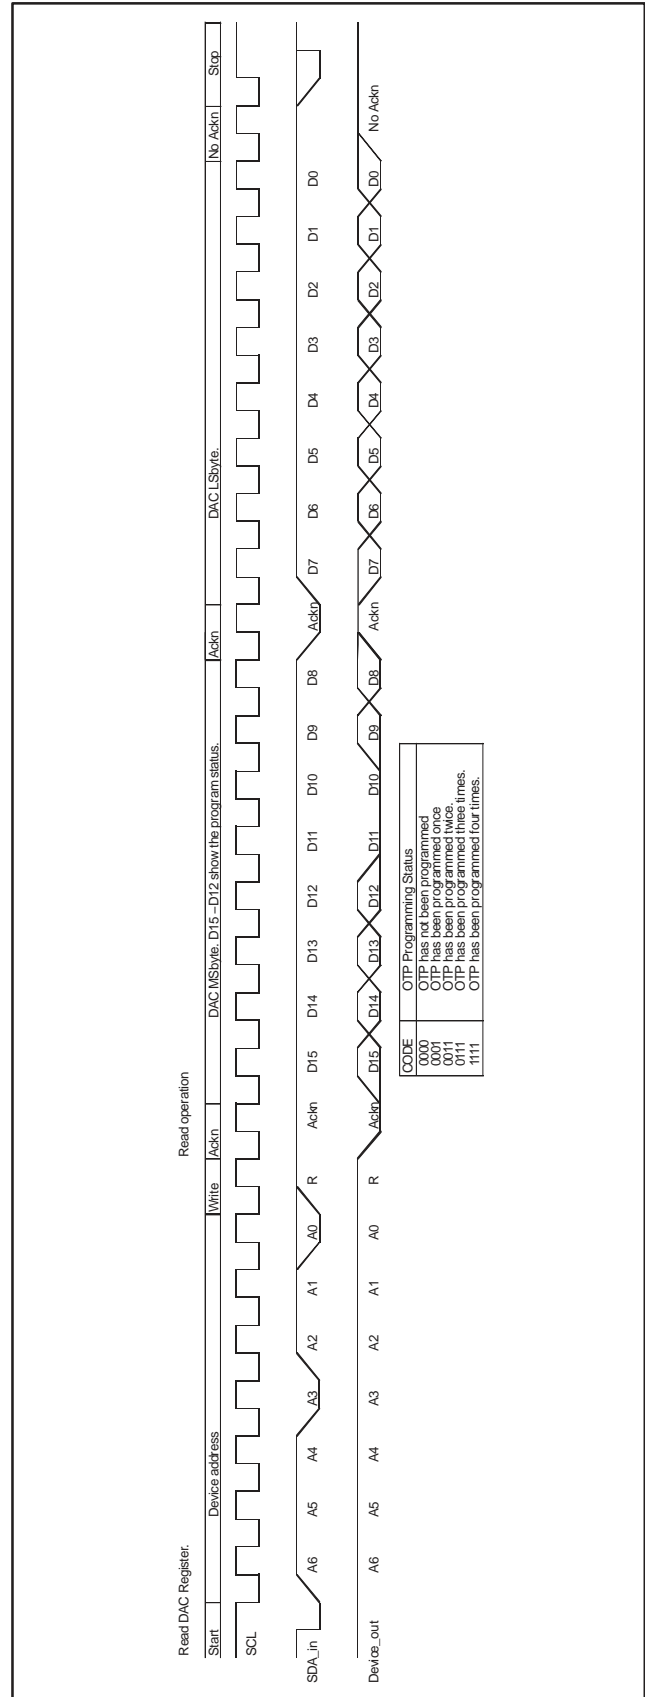 Read DAC Register.
Read operation
Start Device address Write Ackn DAC MSbyte. D15 – D12 show the program status. Ackn DAC LSbyte. No Ackn Stop
SCL
SDA_in A6 A5 A4 A3 A2 A1 A0 R Ackn D15 D14 D13 D12 D11 D10 D9 D8 Ackn D7 D6 D5 D4 D3 D2 D1 D0
Device_out A6 A5 A4 A3 A2 A1 A0 R Ackn D15 D14 D13 D12 D11 D10 D9 D8 Ackn D7 D6 D5 D4 D3 D2 D1 D0 No Ackn
CODE OTP Programming Status
0000 OTP has not been programmed
0001 OTP has been programmed once
0011 OTP has been programmed twice.
0111 OTP has been programmed three times.
1111 OTP has been programmed four times.